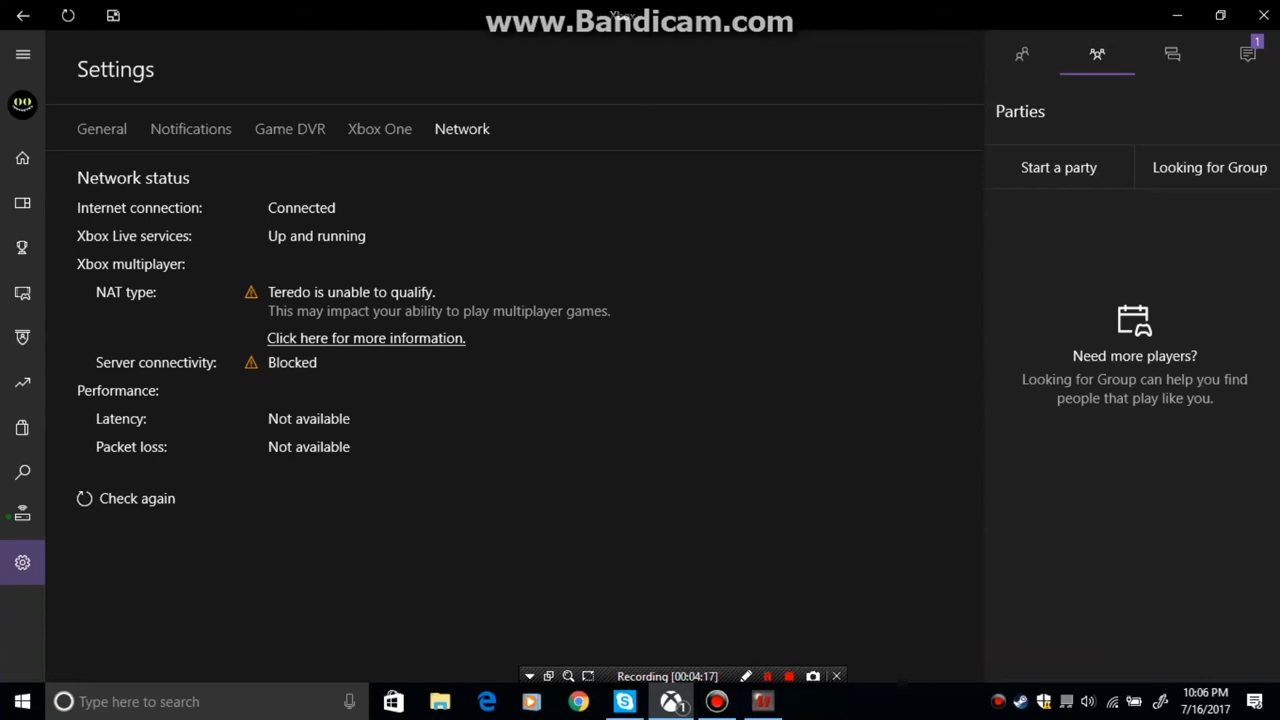 www.Bandicam.com
Settings
General Notifications Game DVR Xbox One Network
Network status
Internet connection: Connected
Xbox Live services: Up and running
Xbox multiplayer:
NAT type: Teredo is unable to qualify.
This may impact your ability to play multiplayer games.
Click here for more information.
Server connectivity: Blocked
Performance:
Latency: Not available
Packet loss: Not available
Check again
1
Parties
Start a party Looking for Group
Need more players?
Looking for Group can help you find
people that play like you.
Recording [00:04:17]
Type here to search
1
10:06 PM
7/16/2017